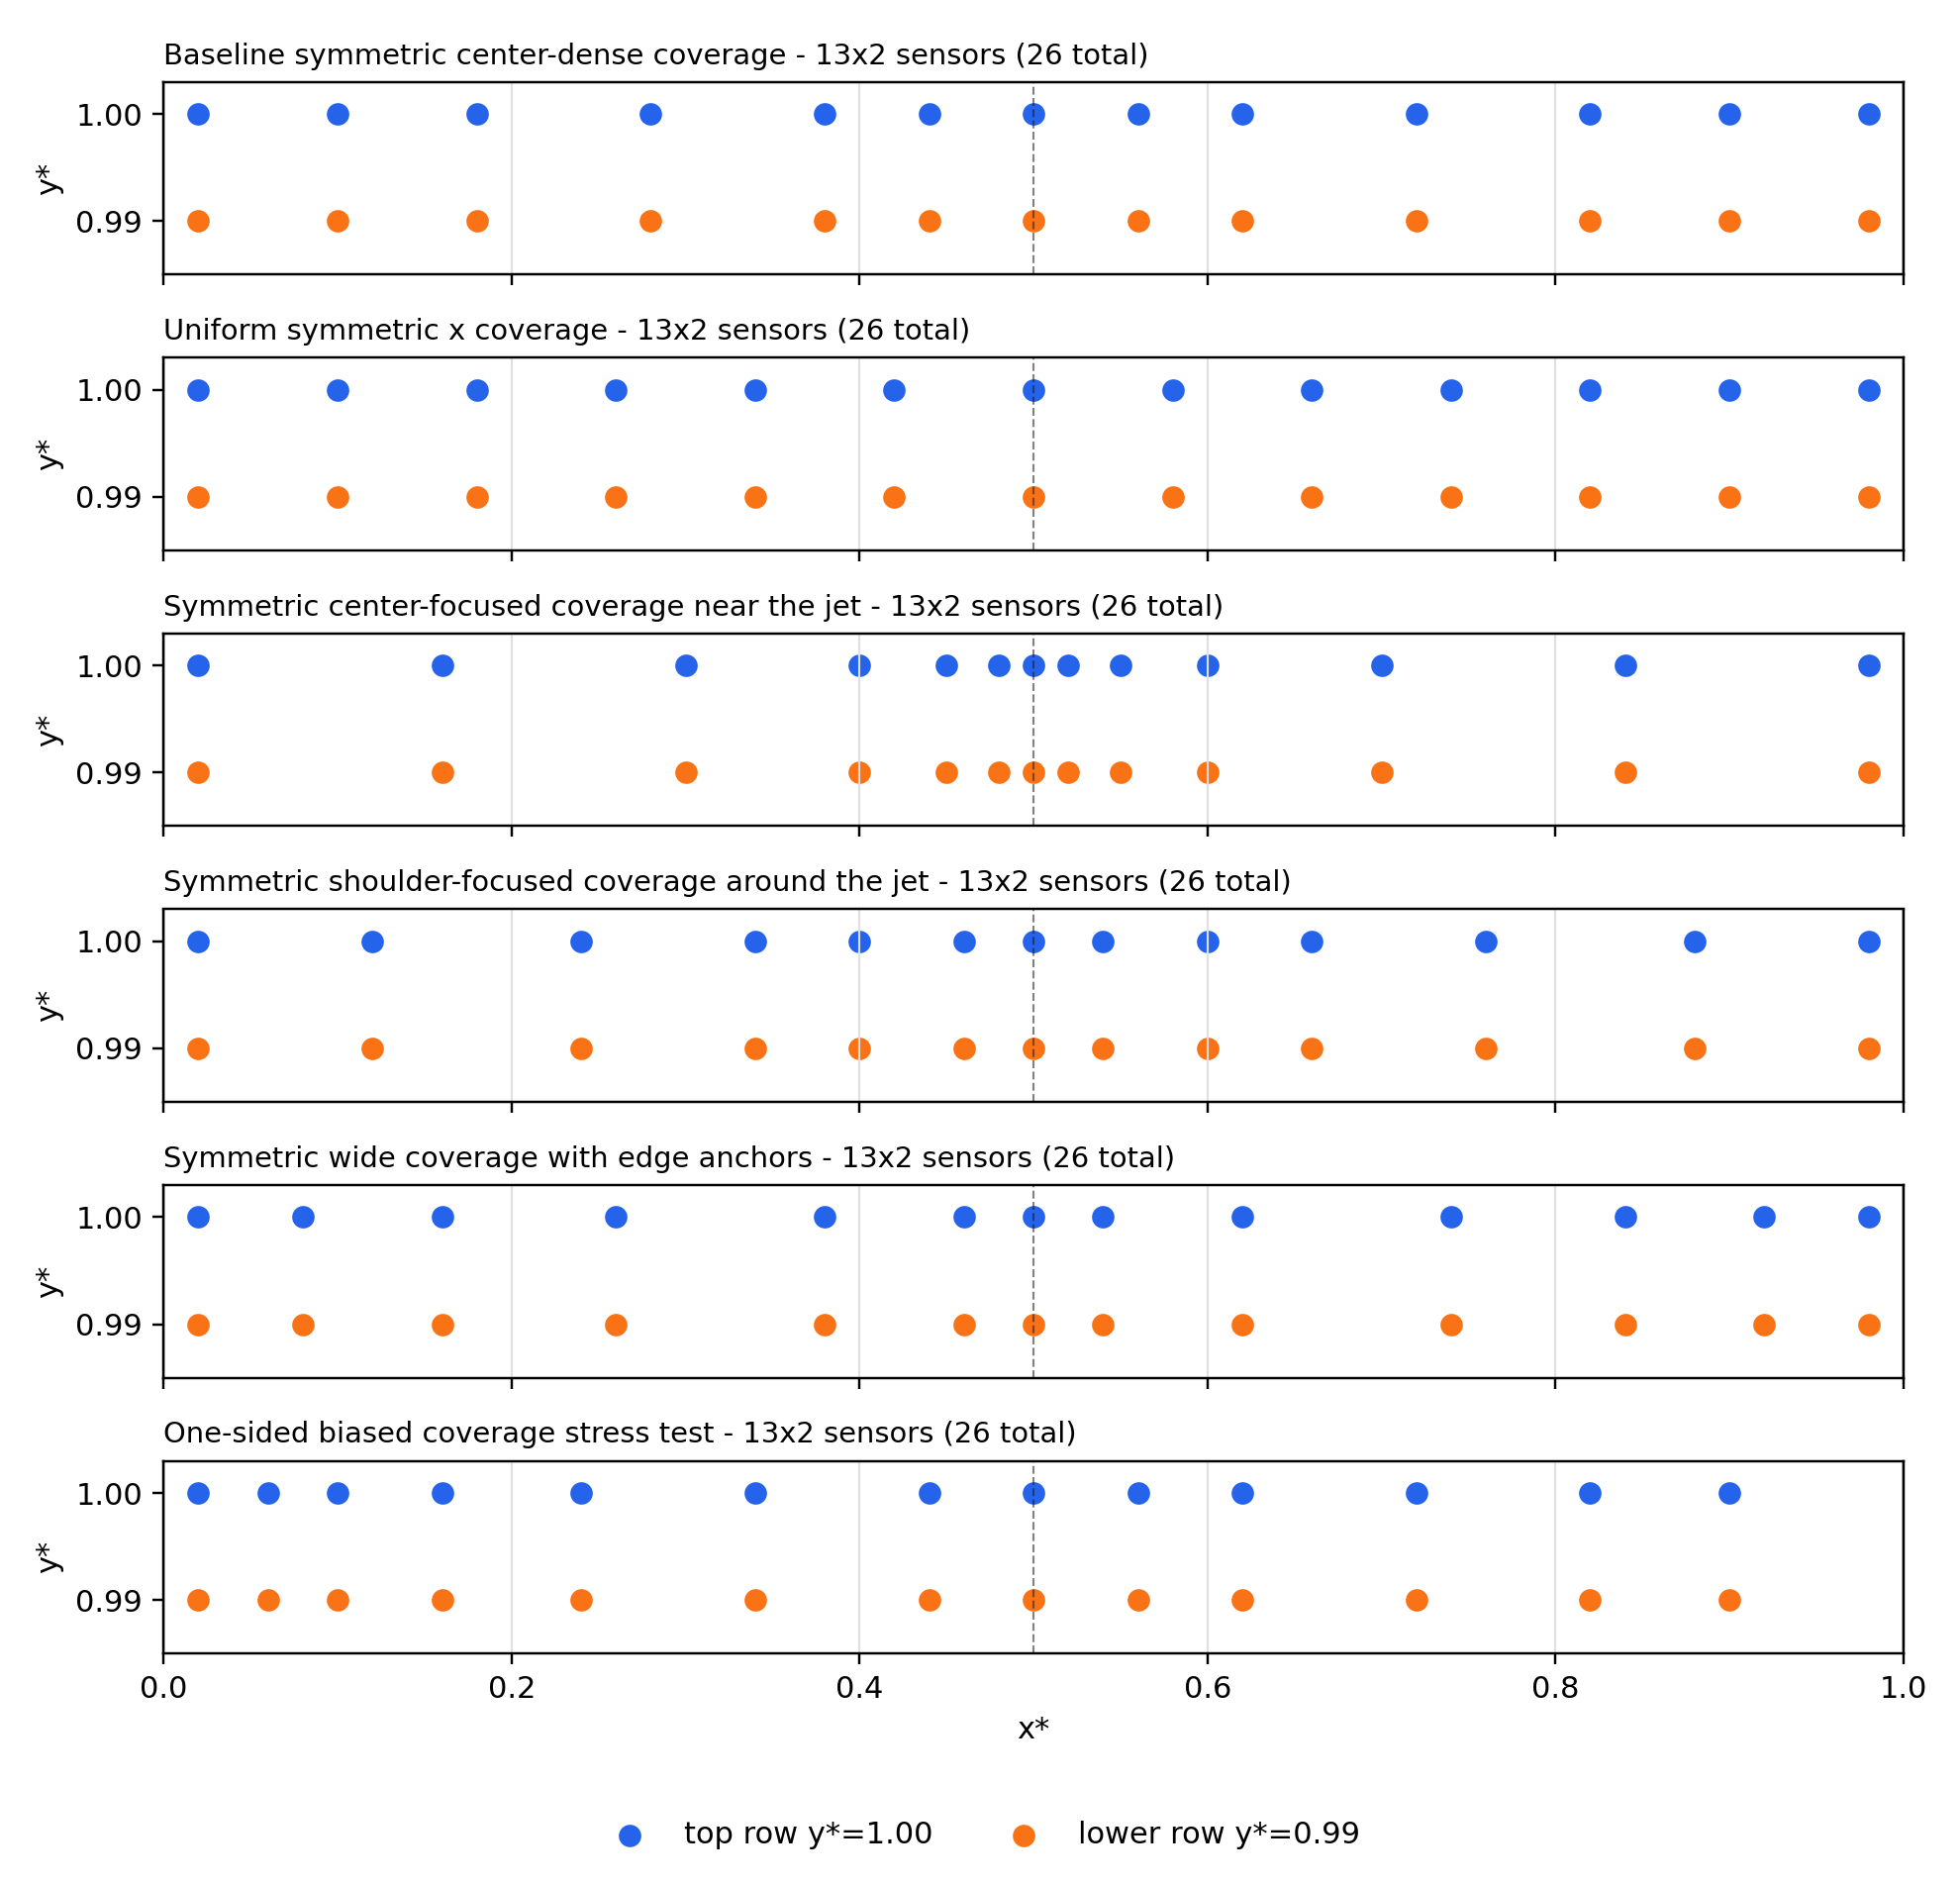 Baseline symmetric center-dense coverage - 13x2 sensors (26 total)
1.00
y*
0.99
Uniform symmetric x coverage - 13x2 sensors (26 total)
1.00
y*
0.99
Symmetric center-focused coverage near the jet - 13x2 sensors (26 total)
1.00
y*
0.99
Symmetric shoulder-focused coverage around the jet - 13x2 sensors (26 total)
1.00
y*
0.99
Symmetric wide coverage with edge anchors - 13x2 sensors (26 total)
1.00
y*
0.99
One-sided biased coverage stress test - 13x2 sensors (26 total)
1.00
y*
0.99
0.0 0.2 0.4 0.6 0.8 1.0
x*
top row y*=1.00 lower row y*=0.99